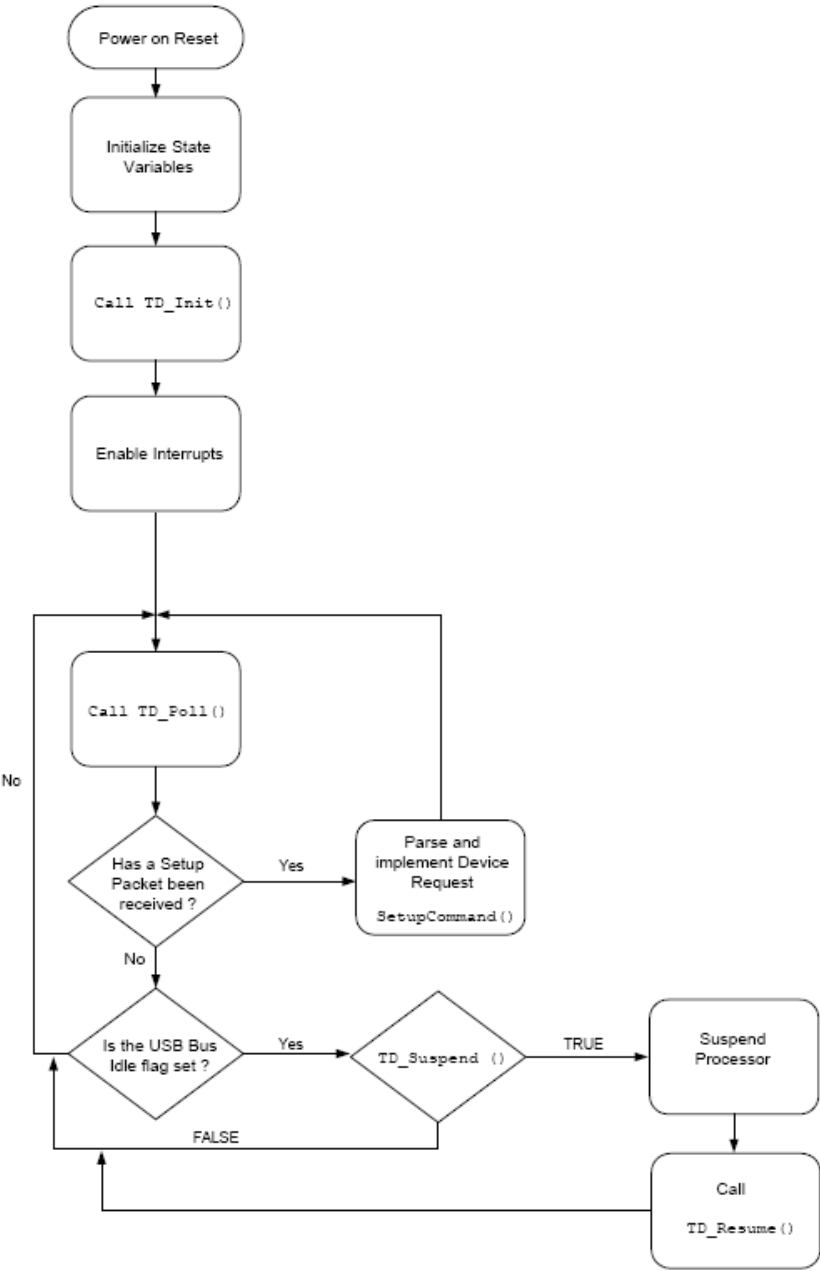 Power on Reset
Initialize State
Variables
Call TD_Init()
Enable Interrupts
Call TD_Poll()
No
Has a Setup
Packet been
received ?
Yes
Parse and
implement Device
Request
SetupCommand()
No
Is the USB Bus
Idle flag set ?
Yes
TD_Suspend ()
TRUE
Suspend
Processor
FALSE
Call
TD_Resume()